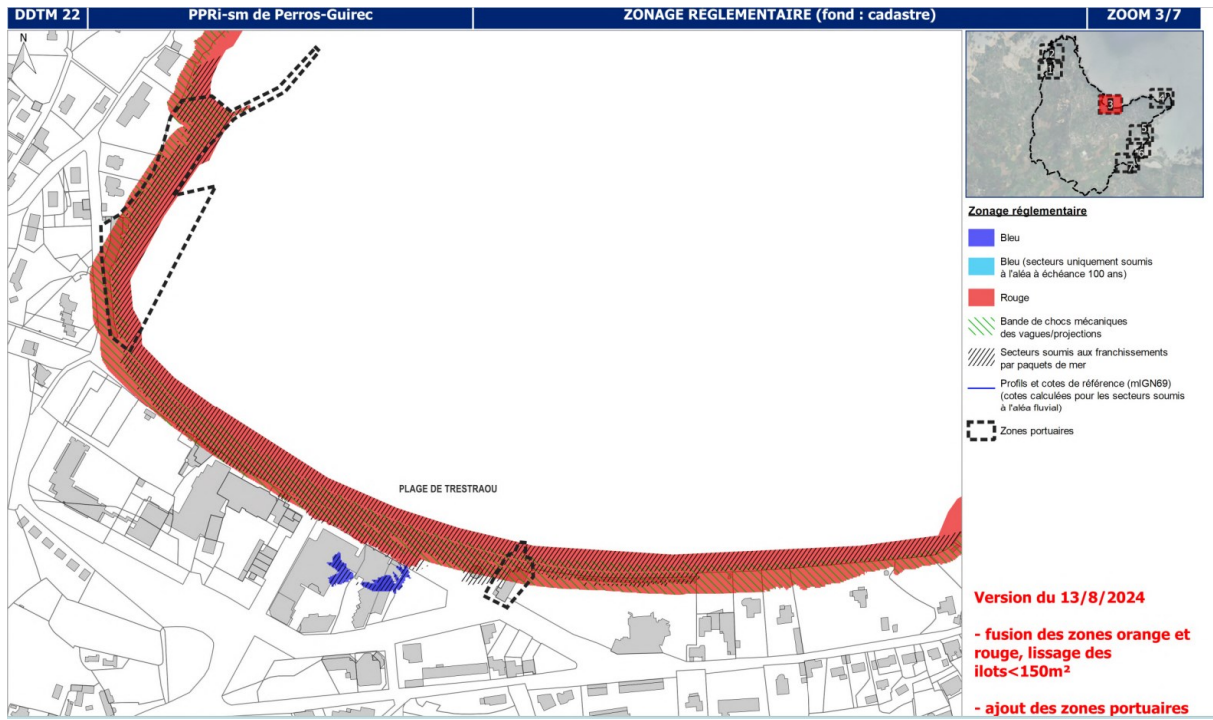 DDTM 22
PPRi-sm de Perros-Guirec
ZONAGE REGLEMENTAIRE (fond : cadastre)
ZOOM 3/7
N
3
Zonage réglementaire
Bleu
Bleu (secteurs uniquement soumis
à l'aléa à échéance 100 ans)
Rouge
Bande de chocs mécaniques
des vagues/projections
Secteurs soumis aux franchissements
par paquets de mer
Profils et cotes de référence (mIGN69)
(cotes calculées pour les secteurs soumis
à l'aléa fluvial)
Zones portuaires
PLAGE DE TRESTRAOU
Version du 13/8/2024
- fusion des zones orange et
rouge, lissage des
ilots<150m²
- ajout des zones portuaires